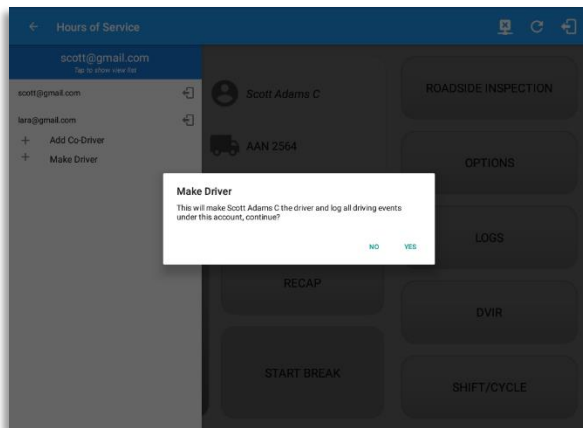 Hours of Service
scott@gmail.com
Tap to show view list
scott@gmail.com
lara@gmail.com
+ Add Co-Driver
+ Make Driver
Scott Adams C
AAN 2564
Make Driver
This will make Scott Adams C the driver and log all driving events
under this account, continue?
NO YES
RECAP
START BREAK
ROADSIDE INSPECTION
OPTIONS
LOGS
DVIR
SHIFT/CYCLE